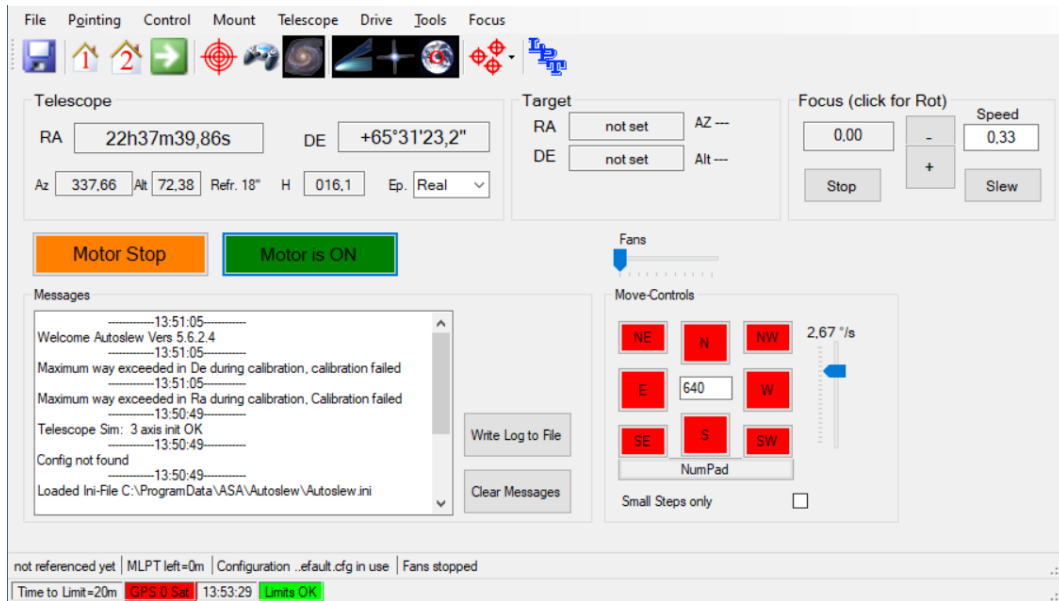 File Pointing Control Mount Telescope Drive Tools Focus
1 2
Telescope
RA 22h37m39,86s DE +65°31'23,2"
Az 337,66 Alt 72,38 Refr. 18" H 016,1 Ep. Real
Target
RA not set AZ ---
DE not set Alt ---
Focus (click for Rot)
Speed
0,00 - 0,33
+
Stop Slew
Motor Stop Motor is ON
Fans
Messages
------------13:51:05-----------
Welcome Autoslew Vers 5.6.2.4
------------13:51:05-----------
Maximum way exceeded in De during calibration, calibration failed
------------13:51:05-----------
Maximum way exceeded in Ra during calibration, Calibration failed
------------13:50:49-----------
Telescope Sim: 3 axis init OK
------------13:50:49-----------
Config not found
------------13:50:49-----------
Loaded Ini-File C:\ProgramData\ASA\Autoslew\Autoslew.ini
Write Log to File
Clear Messages
Move-Controls
NE N NW 2,67 °/s
E 640 W
SE S SW
NumPad
Small Steps only
not referenced yet MLPT left=0m Configuration ..efault.cfg in use Fans stopped
Time to Limit=20m GPS 0 Sat 13:53:29 Limits OK